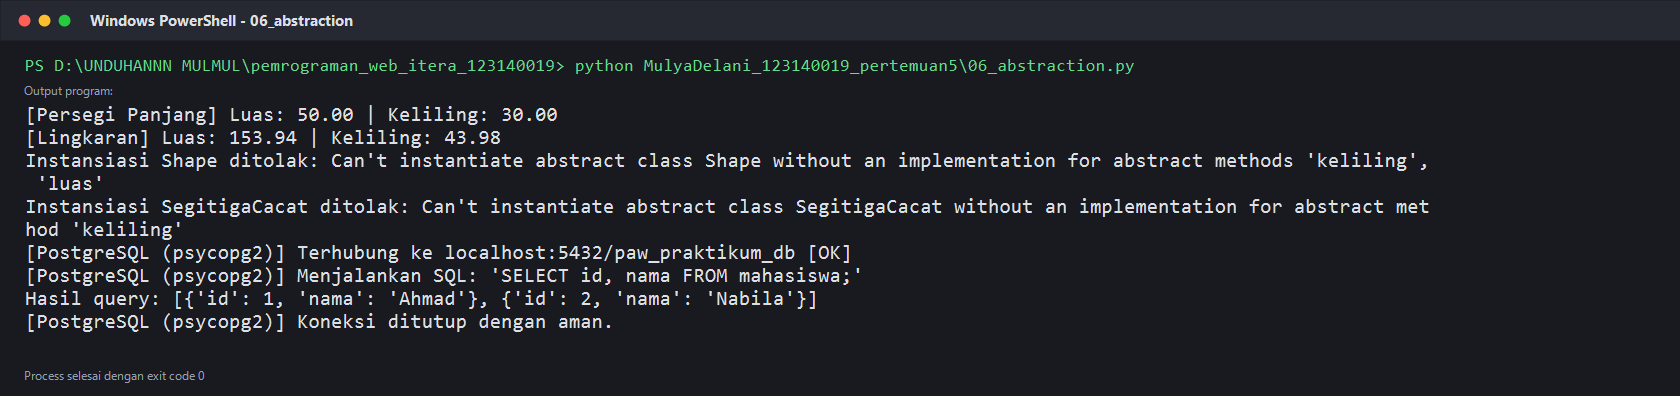 Windows PowerShell - 06_abstraction
PS D:\UNDUHANNN MULMUL\pemrograman_web_itera_123140019> python MulyaDelani_123140019_pertemuan5\06_abstraction.py
Output program:
[Persegi Panjang] Luas: 50.00 | Keliling: 30.00
[Lingkaran] Luas: 153.94 | Keliling: 43.98
Instansiasi Shape ditolak: Can't instantiate abstract class Shape without an implementation for abstract methods 'keliling',
 'luas'
Instansiasi SegitigaCacat ditolak: Can't instantiate abstract class SegitigaCacat without an implementation for abstract met
hod 'keliling'
[PostgreSQL (psycopg2)] Terhubung ke localhost:5432/paw_praktikum_db [OK]
[PostgreSQL (psycopg2)] Menjalankan SQL: 'SELECT id, nama FROM mahasiswa;'
Hasil query: [{'id': 1, 'nama': 'Ahmad'}, {'id': 2, 'nama': 'Nabila'}]
[PostgreSQL (psycopg2)] Koneksi ditutup dengan aman.
Process selesai dengan exit code 0